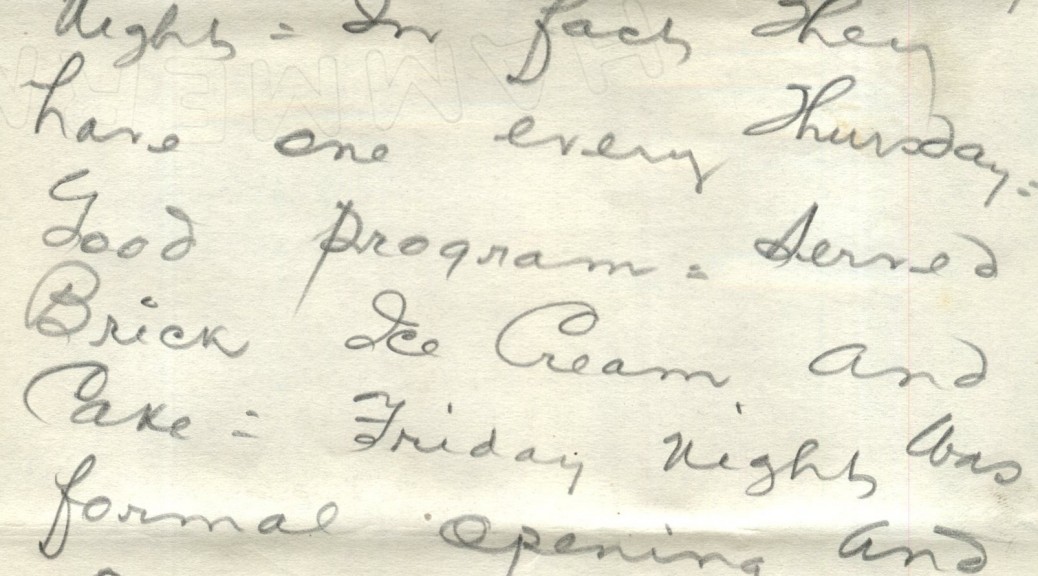 Night = In fact they
have one every Thursday =
Good program = Served
Brick Ice Cream and
Cake = Friday night was
formal opening and